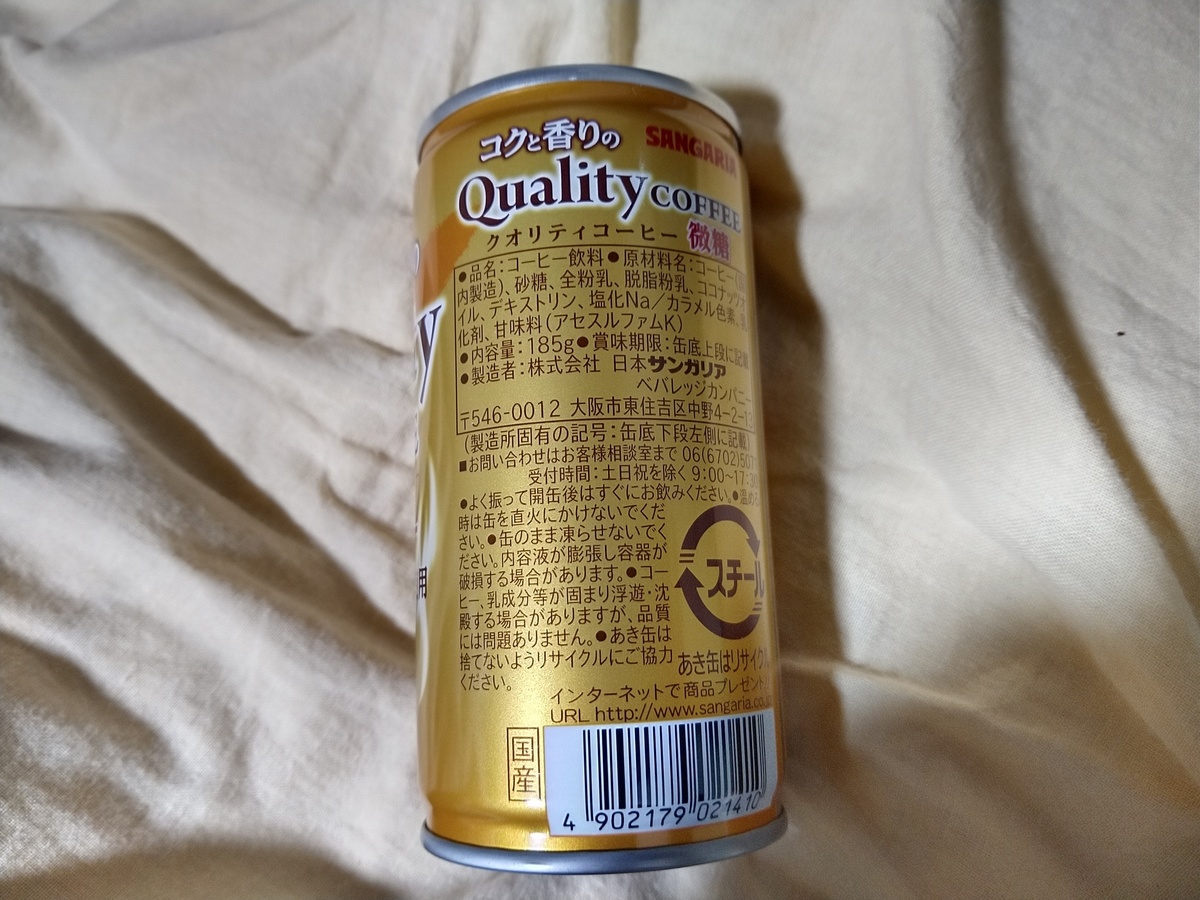 コクと香りの
SANGARIA
Quality COFFEE
クオリティコーヒー 微糖
●品名:コーヒー飲料●原材料名:コーヒー(
内製造)、砂糖、全粉乳、脱脂粉乳、ココナッツオ
イル、デキストリン、塩化Na/カラメル色素、乳
化剤、甘味料(アセスルファムK)
●内容量:185g●賞味期限:缶底上段に記載
●製造者:株式会社 日本サンガリア
ベバレッジカンパニー
〒546-0012 大阪市東住吉区中野4-2-13
(製造所固有の記号:缶底下段左側に記載)
■お問い合わせはお客様相談室まで 06(6702)507
受付時間:土日祝を除く 9:00~17:30
●よく振って開缶後はすぐにお飲みください。●温める
時は缶を直火にかけないでくだ
さい。●缶のまま凍らせないでく
ださい。内容液が膨張し容器が
破損する場合があります。●コー
ヒー、乳成分等が固まり浮遊・沈
殿する場合がありますが、品質
には問題ありません。●あき缶は
捨てないようリサイクルにご協力
ください。
スチール
あき缶はリサイクル
インターネットで商品プレゼント!
URL http://www.sangaria.co
国産
4 902179 021410
y
用